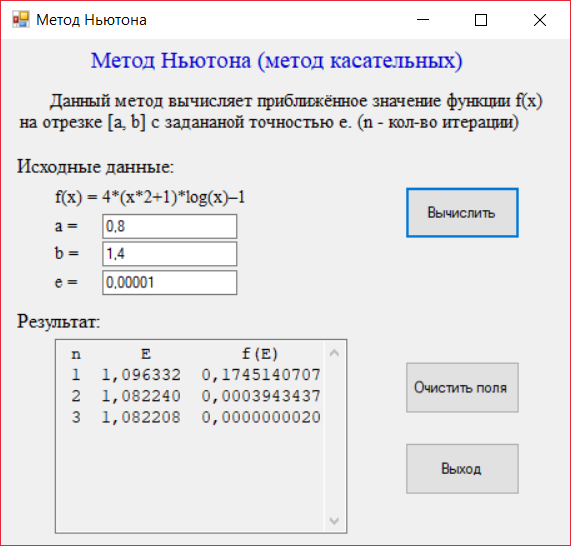 Метод Ньютона
Метод Ньютона (метод касательных)
Данный метод вычисляет приближённое значение функции f(x)
на отрезке [a, b] с задананой точностью e. (n - кол-во итерации)
Исходные данные:
f(x) = 4*(x*2+1)*log(x)–1
a = 0,8
b = 1,4
e = 0,00001
Вычислить
Результат:
n E f(E)
1 1,096332 0,1745140707
2 1,082240 0,0003943437
3 1,082208 0,0000000020
Очистить поля
Выход